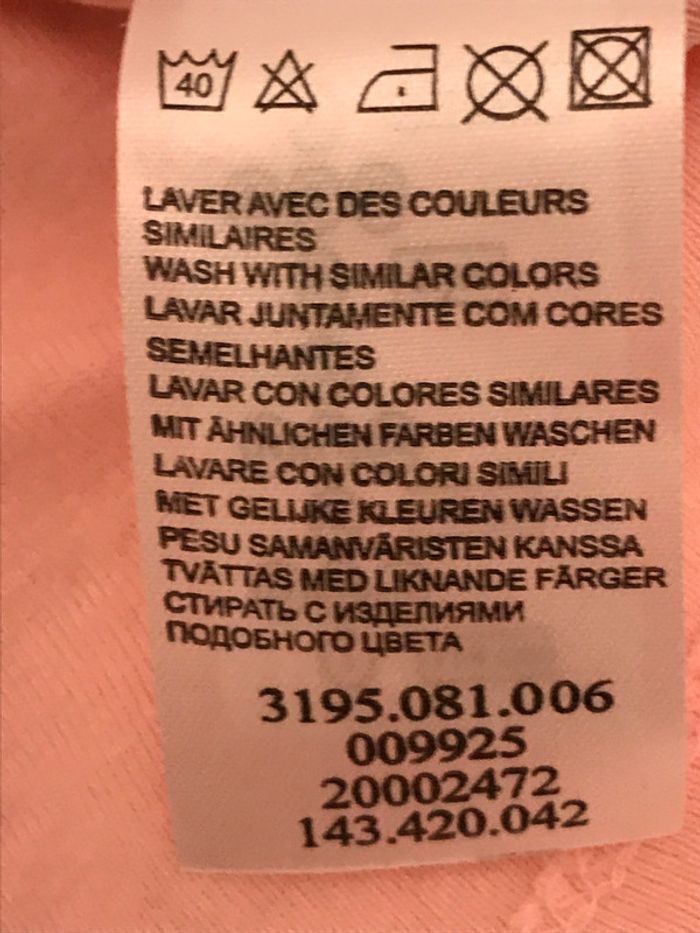 40
LAVER AVEC DES COULEURS
SIMILAIRES
WASH WITH SIMILAR COLORS
LAVAR JUNTAMENTE COM CORES
SEMELHANTES
LAVAR CON COLORES SIMILARES
MIT ÄHNLICHEN FARBEN WASCHEN
LAVARE CON COLORI SIMILI
MET GELIJKE KLEUREN WASSEN
PESU SAMANVÄRISTEN KANSSA
TVÄTTAS MED LIKNANDE FÄRGER
СТИРАТЬ С ИЗДЕЛИЯМИ
ПОДОБНОГО ЦВЕТА
3195.081.006
009925
20002472
143.420.042